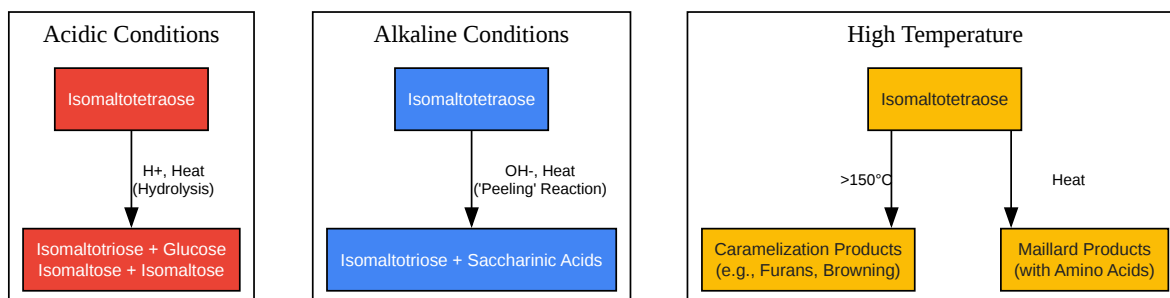 Acidic Conditions
Isomaltotetraose
H+, Heat
(Hydrolysis)
Isomaltotriose + Glucose
Isomaltose + Isomaltose
Alkaline Conditions
Isomaltotetraose
OH-, Heat
('Peeling' Reaction)
Isomaltotriose + Saccharinic Acids
High Temperature
Isomaltotetraose
>150°C
Heat
Caramelization Products
(e.g., Furans, Browning)
Maillard Products
(with Amino Acids)